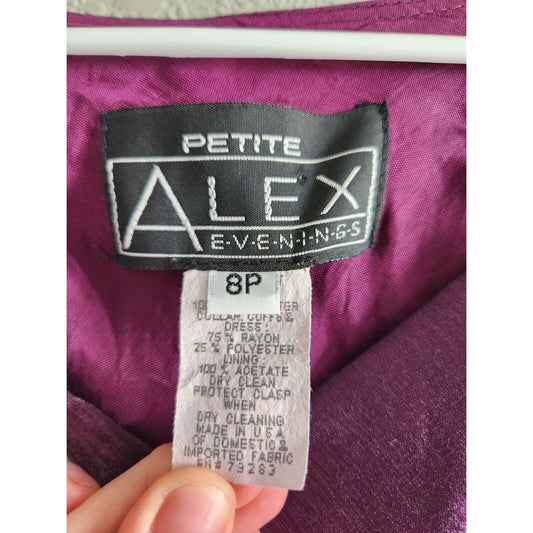 PETITE
ALEX
E-V-E-N-I-N-G-S
8P
COLLAR, CUFFS &
DRESS:
75% RAYON
25% POLYESTER
LINING:
100% ACETATE
DRY CLEAN
PROTECT CLASP
WHEN
DRY CLEANING
MADE IN U S A
OF DOMESTIC &
IMPORTED FABRIC
RN# 79283